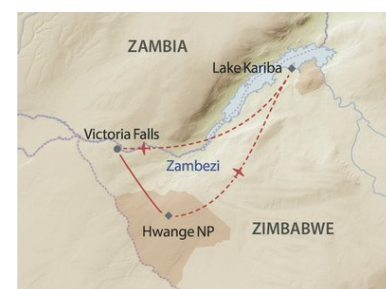 ZAMBIA
Lake Kariba
Victoria Falls
Zambezi
ZIMBABWE
Hwange NP